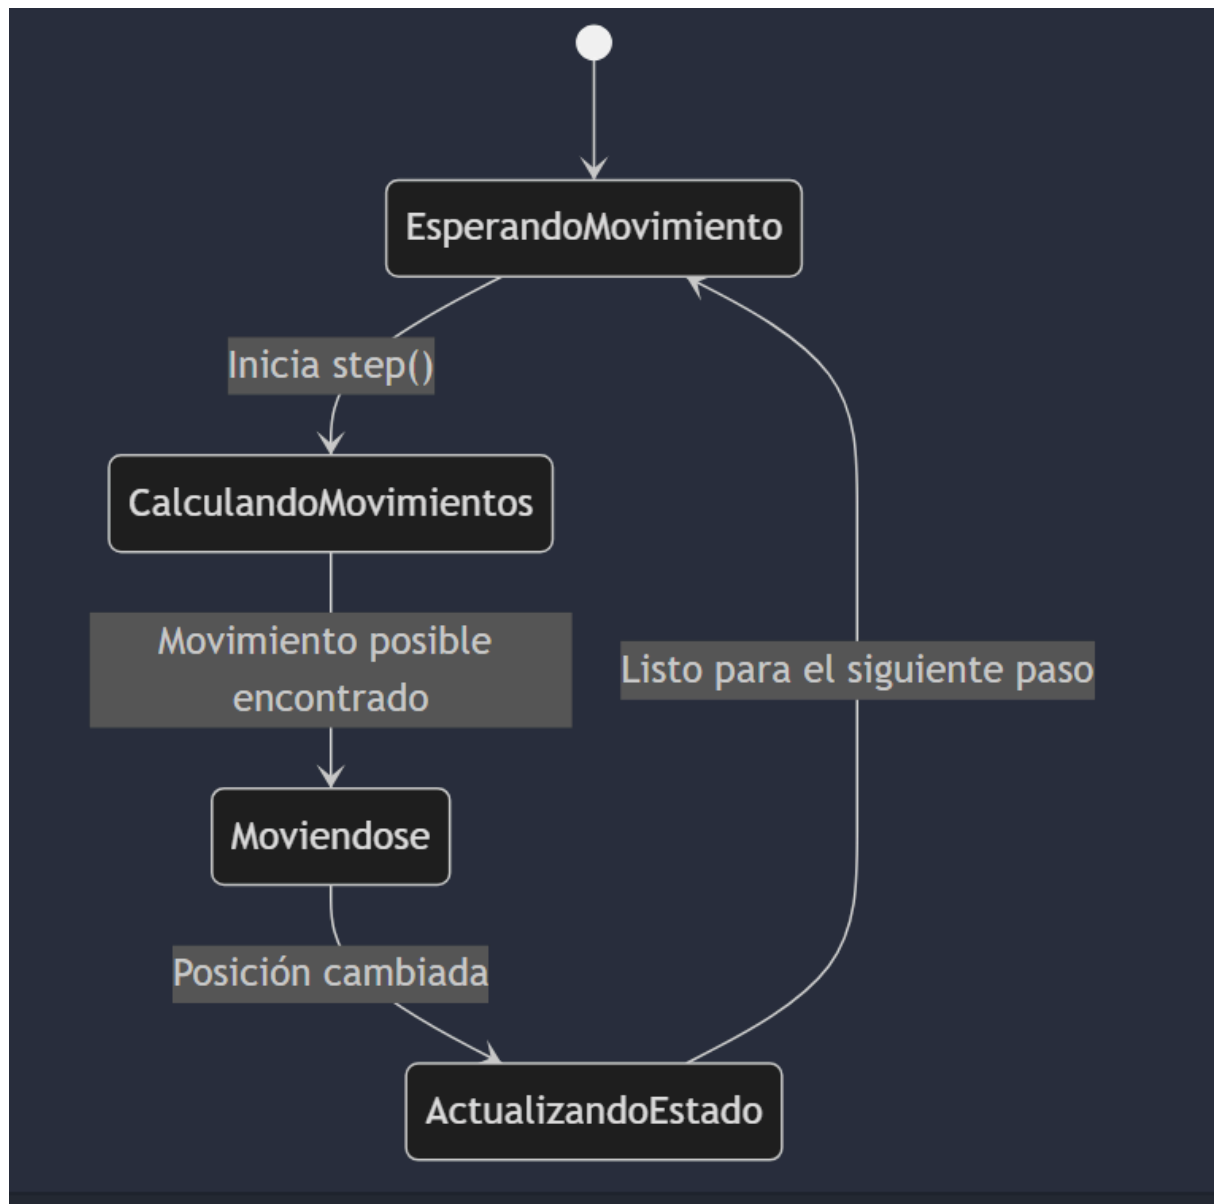 EsperandoMovimiento
Inicia step()
CalculandoMovimientos
Movimiento posible
encontrado
Listo para el siguiente paso
Moviendose
Posición cambiada
ActualizandoEstado